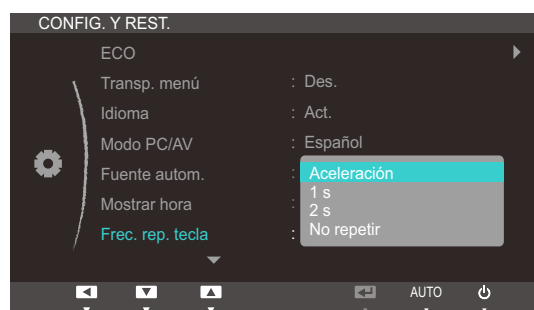 CONFIG. Y REST.
ECO
Transp. menú : Des.
Idioma : Act.
Modo PC/AV : Español
Fuente autom. : Aceleración
1 s
Mostrar hora : 2 s
Frec. rep. tecla : No repetir
AUTO